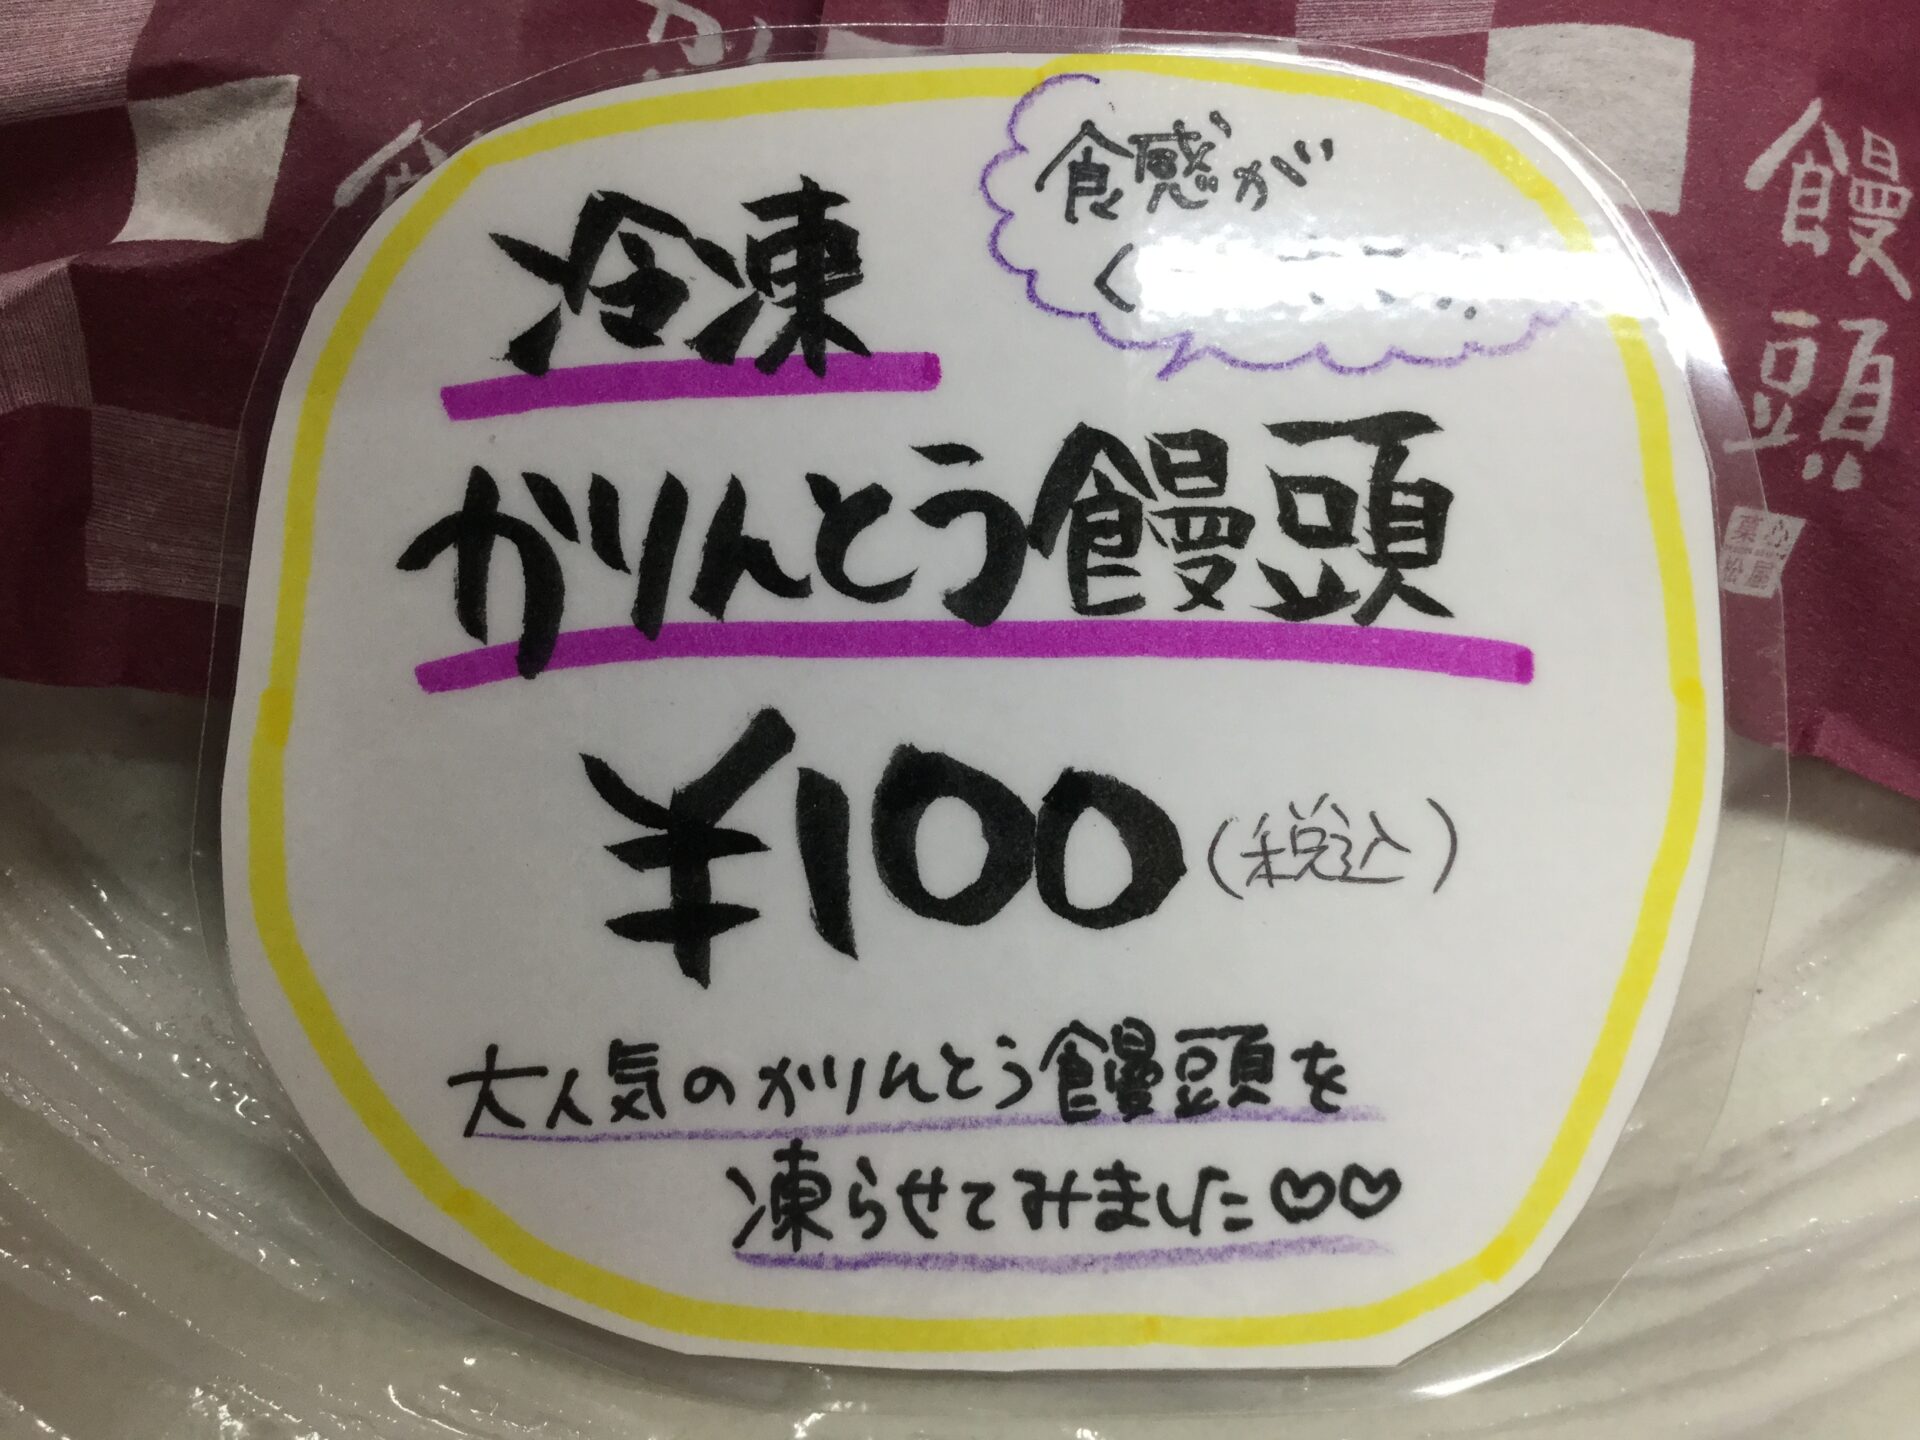 食感が
く
冷凍
かりんとう饅頭
¥100(税込)
大人気のかりんとう饅頭を
凍らせてみました♡♡
饅頭